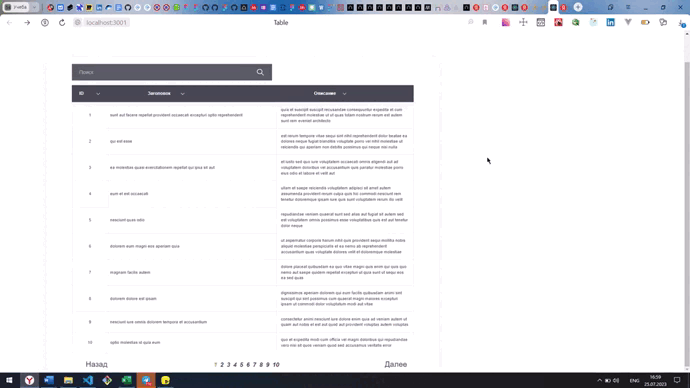 Учеба
localhost:3001
Table
Поиск
ID Заголовок Описание
1 sunt aut facere repellat provident occaecati excepturi optio reprehenderit
quia et suscipit suscipit recusandae consequuntur expedita et cum
reprehenderit molestiae ut ut quas totam nostrum rerum est autem
sunt rem eveniet architecto
2 qui est esse
est rerum tempore vitae sequi sint nihil reprehenderit dolor beatae ea
dolores neque fugiat blanditiis voluptate porro vel nihil molestiae ut
reiciendis qui aperiam non debitis possimus qui neque nisi nulla
3 ea molestias quasi exercitationem repellat qui ipsa sit aut
et iusto sed quo iure voluptatem occaecati omnis eligendi aut ad
voluptatem doloribus vel accusantium quis pariatur molestiae porro
eius odio et labore et velit aut
4 eum et est occaecati
ullam et saepe reiciendis voluptatem adipisci sit amet autem
assumenda provident rerum culpa quis hic commodi nesciunt rem
tenetur doloremque ipsam iure quis sunt voluptatem rerum illo velit
5 nesciunt quas odio
repudiandae veniam quaerat sunt sed alias aut fugiat sit autem sed
est voluptatem omnis possimus esse voluptatibus quis est aut tenetur
dolor neque
6 dolorem eum magni eos aperiam quia
ut aspernatur corporis harum nihil quis provident sequi mollitia nobis
aliquid molestiae perspiciatis et ea nemo ab reprehenderit
accusantium quas voluptate dolores velit et doloremque molestiae
7 magnam facilis autem
dolore placeat quibusdam ea quo vitae magni quis enim qui quis quo
nemo aut saepe quidem repellat excepturi ut quia sunt ut sequi eos
ea sed quas
8 dolorem dolore est ipsam
dignissimos aperiam dolorem qui eum facilis quibusdam animi sint
suscipit qui sint possimus cum quaerat magni maiores excepturi
ipsam ut commodi dolor voluptatum modi aut vitae
9 nesciunt iure omnis dolorem tempora et accusantium
consectetur animi nesciunt iure dolore enim quia ad veniam autem ut
quam aut nobis et est aut quod aut provident voluptas autem voluptas
10 optio molestias id quia eum
quo et expedita modi cum officia vel magni doloribus qui repudiandae
vero nisi sit quos veniam quod sed accusamus veritatis error
Назад 1 2 3 4 5 6 7 8 9 10 Далее
ENG
16:59
25.07.2023